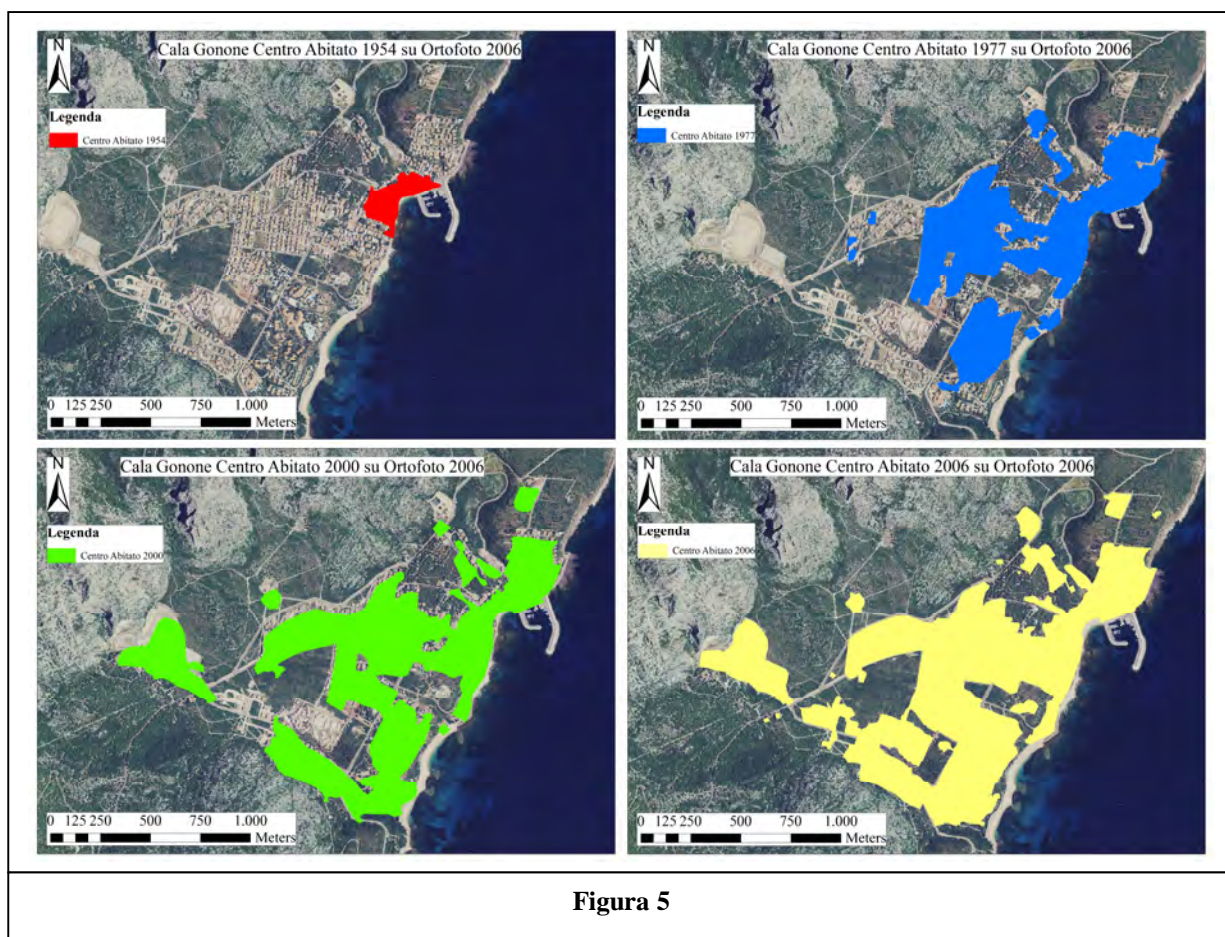 Cala Gonone Centro Abitato 1954 su Ortofoto 2006
N
Legenda
Centro Abitato 1954
0 125 250 500 750 1.000
Meters
Cala Gonone Centro Abitato 1977 su Ortofoto 2006
N
Legenda
Centro Abitato 1977
0 125 250 500 750 1.000
Meters
Cala Gonone Centro Abitato 2000 su Ortofoto 2006
N
Legenda
Centro Abitato 2000
0 125 250 500 750 1.000
Meters
Cala Gonone Centro Abitato 2006 su Ortofoto 2006
N
Legenda
Centro Abitato 2006
0 125 250 500 750 1.000
Meters
Figura 5